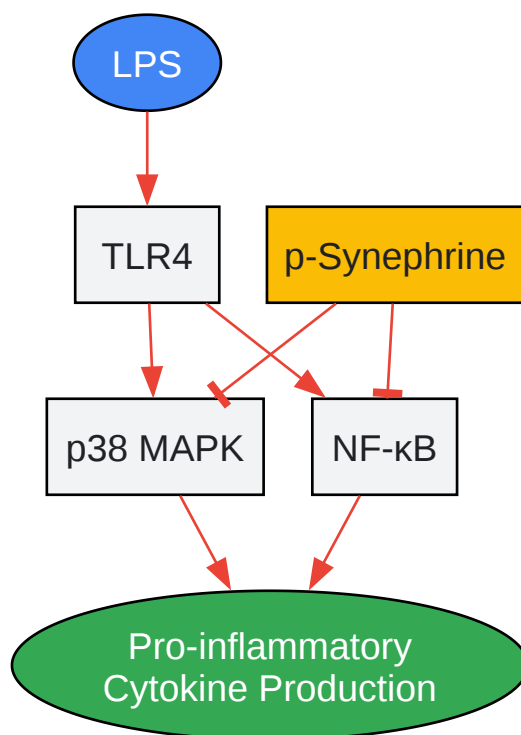 LPS
TLR4
p-Synephrine
p38 MAPK
NF-κB
Pro-inflammatory
Cytokine Production